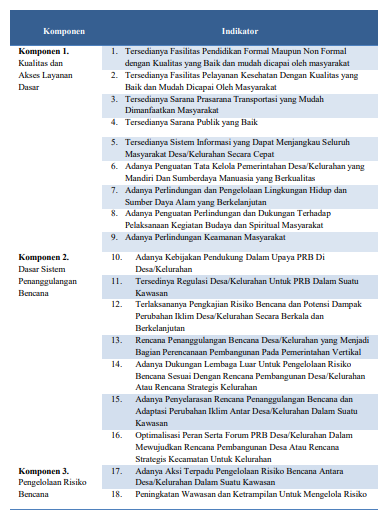 Komponen Indikator
Komponen 1. 1. Tersedianya Fasilitas Pendidikan Formal Maupun Non Formal
Kualitas dan dengan Kualitas yang Baik dan mudah dicapai oleh masyarakat
Akses Layanan 2. Tersedianya Fasilitas Pelayanan Kesehatan Dengan Kualitas yang
Dasar Baik dan Mudah Dicapai Oleh Masyarakat
3. Tersedianya Sarana Prasarana Transportasi yang Mudah
Dimanfaatkan Masyarakat
4. Tersedianya Sarana Publik yang Baik
5. Tersedianya Sistem Informasi yang Dapat Menjangkau Seluruh
Masyarakat Desa/Kelurahan Secara Cepat
6. Adanya Penguatan Tata Kelola Pemerintahan Desa/Kelurahan yang
Mandiri Dan Sumberdaya Manuasia yang Berkualitas
7. Adanya Perlindungan dan Pengelolaan Lingkungan Hidup dan
Sumber Daya Alam yang Berkelanjutan
8. Adanya Penguatan Perlindungan dan Dukungan Terhadap
Pelaksanaan Kegiatan Budaya dan Spiritual Masyarakat
9. Adanya Perlindungan Keamanan Masyarakat
Komponen 2. 10. Adanya Kebijakan Pendukung Dalam Upaya PRB Di
Dasar Sistem Desa/Kelurahan
Penanggulangan 11. Tersedinya Regulasi Desa/Kelurahan Untuk PRB Dalam Suatu
Bencana Kawasan
12. Terlaksananya Pengkajian Risiko Bencana dan Potensi Dampak
Perubahan Iklim Desa/Kelurahan Secara Berkala dan
Berkelanjutan
13. Rencana Penanggulangan Bencana Desa/Kelurahan yang Menjadi
Bagian Perencanaan Pembangunan Pada Pemerintahan Vertikal
14. Adanya Dukungan Lembaga Luar Untuk Pengelolaan Risiko
Bencana Sesuai Dengan Rencana Pembangunan Desa/Kelurahan
Atau Rencana Strategis Kelurahan
15. Adanya Penyelarasan Rencana Penanggulangan Bencana dan
Adaptasi Perubahan Iklim Antar Desa/Kelurahan Dalam Suatu
Kawasan
16. Optimalisasi Peran Serta Forum PRB Desa/Kelurahan Dalam
Mewujudkan Rencana Pembangunan Desa Atau Rencana
Strategis Kecamatan Untuk Kelurahan
Komponen 3. 17. Adanya Aksi Terpadu Pengelolaan Risiko Bencana Antara
Pengelolaan Risiko Desa/Kelurahan Dalam Suatu Kawasan
Bencana 18. Peningkatan Wawasan dan Ketrampilan Untuk Mengelola Risiko